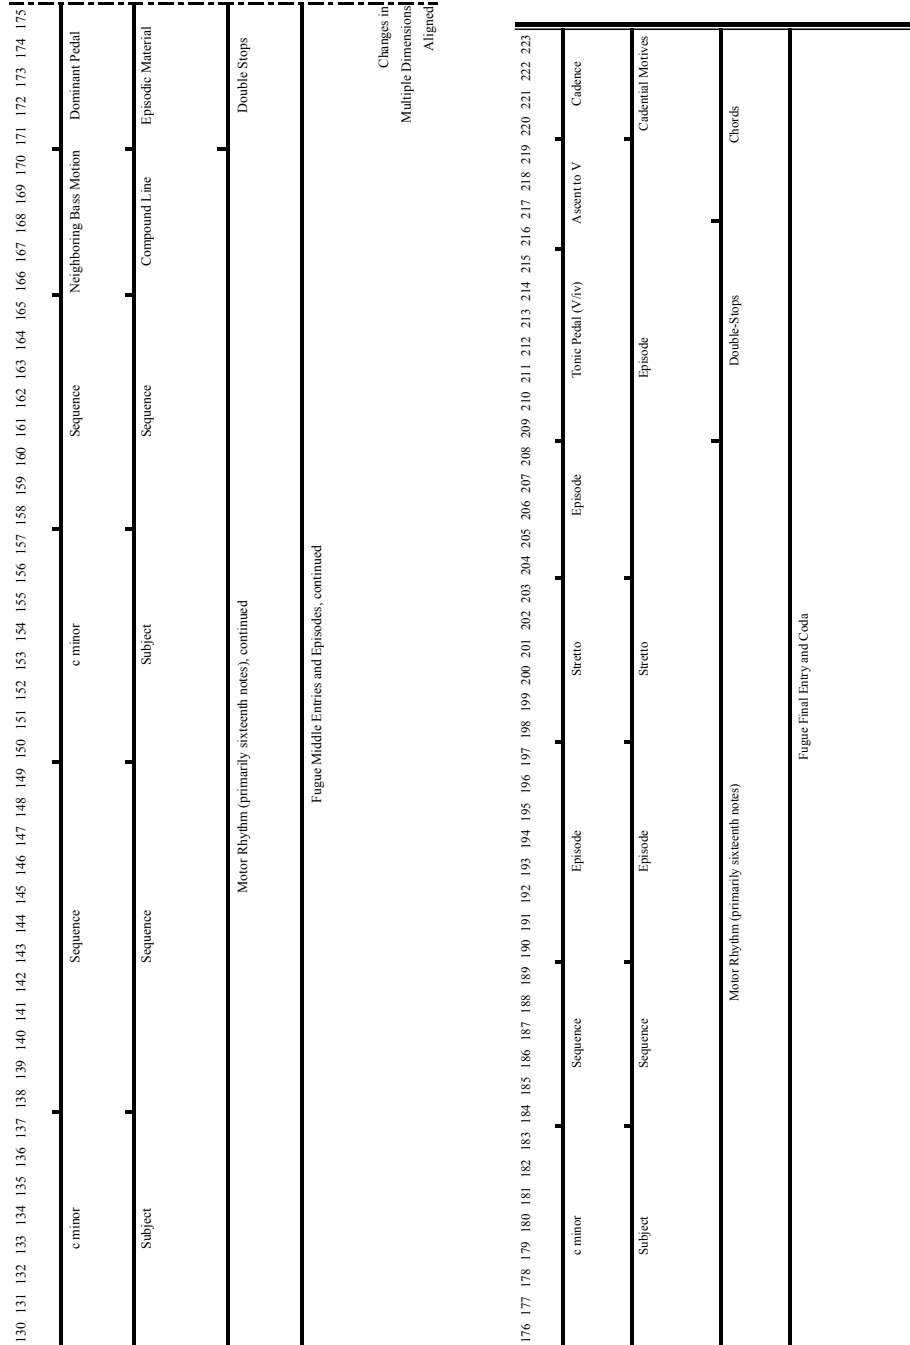 130 131 132 133 134 135 136 137 138 139 140 141 142 143 144 145 146 147 148 149 150 151 152 153 154 155 156 157 158 159 160 161 162 163 164 165 166 167 168 169 170 171 172 173 174 175
c minor Sequence c minor Sequence Neighboring Bass Motion Dominant Pedal
Subject Sequence Subject Sequence Compound Line Episodic Material
Motor Rhythm (primarily sixteenth notes), continued Double Stops
Fugue Middle Entries and Episodes, continued
Changes in
Multiple Dimensions
Aligned
176 177 178 179 180 181 182 183 184 185 186 187 188 189 190 191 192 193 194 195 196 197 198 199 200 201 202 203 204 205 206 207 208 209 210 211 212 213 214 215 216 217 218 219 220 221 222 223
c minor Sequence Episode Stretto Episode Tonic Pedal (V/iv) Ascent to V Cadence
Subject Sequence Episode Stretto Episode Cadential Motives
Motor Rhythm (primarily sixteenth notes) Double-Stops Chords
Fugue Final Entry and Coda